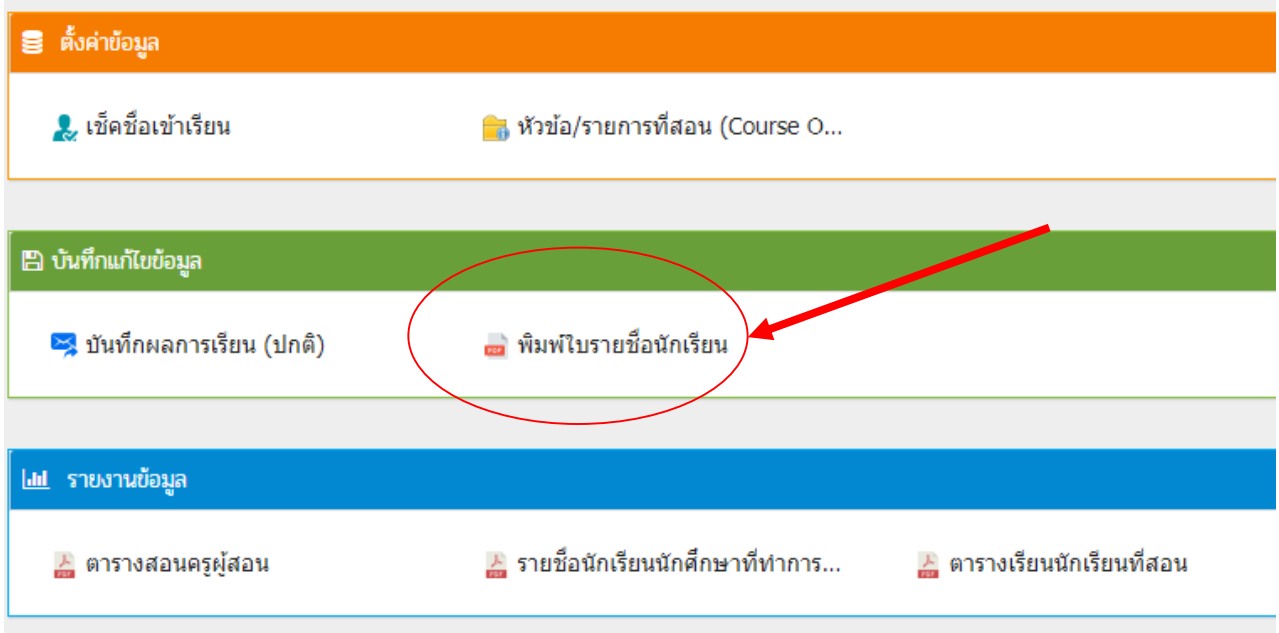 ตั้งค่าข้อมูล
เช็คชื่อเข้าเรียน
หัวข้อ/รายการที่สอน (Course O...
บันทึกแก้ไขข้อมูล
บันทึกผลการเรียน (ปกติ)
PDF พิมพ์ใบรายชื่อนักเรียน
รายงานข้อมูล
PDF ตารางสอนครูผู้สอน
PDF รายชื่อนักเรียนนักศึกษาที่ทำการ...
PDF ตารางเรียนนักเรียนที่สอน